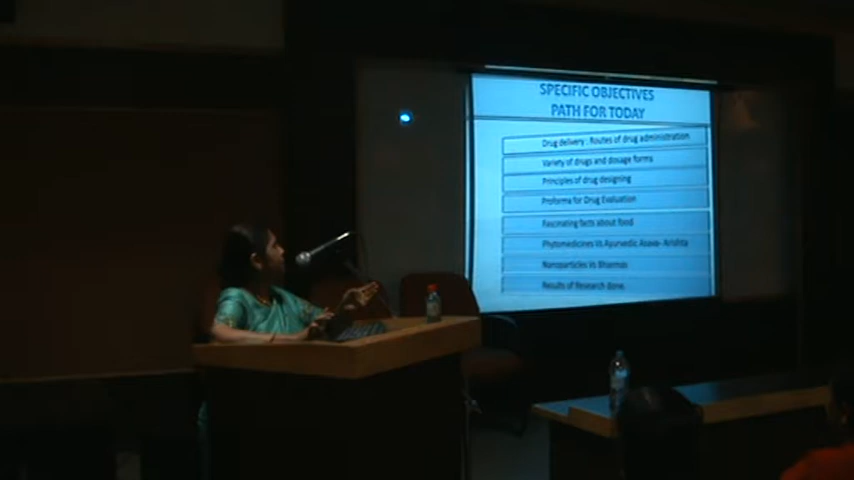 SPECIFIC OBJECTIVES
PATH FOR TODAY
Drug delivery : Routes of drug administration
Variety of drugs and dosage forms
Principles of drug designing
Proforma for Drug Evaluation
Fascinating facts about food
Phytomedicines Vs Ayurvedic Asava- Arishta
Nanoparticles Vs Bhasmas
Results of Research done